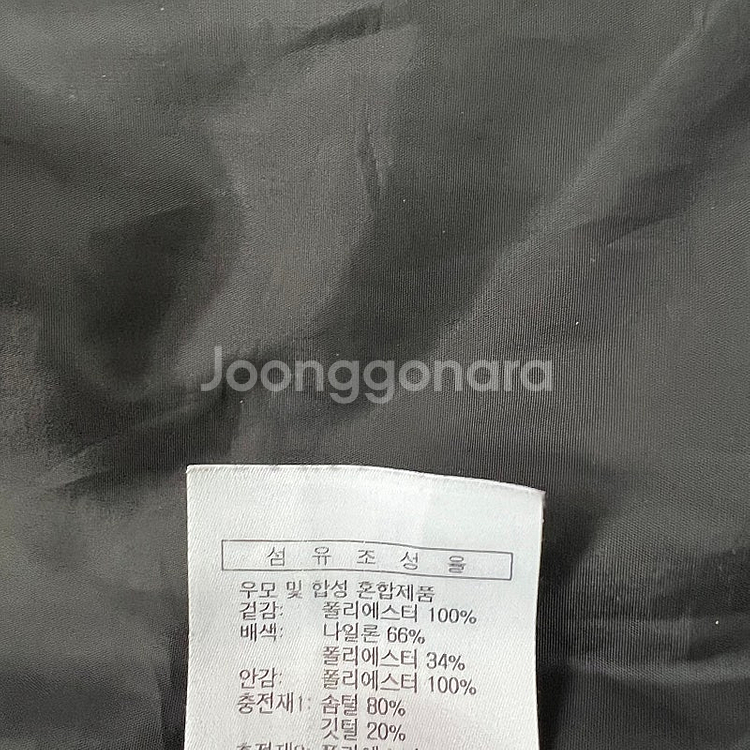 Joonggonara
섬 유 조 성 율
우모 및 합성 혼합제품
겉감: 폴리에스터 100%
배색: 나일론 66%
폴리에스터 34%
안감: 폴리에스터 100%
충전재1: 솜털 80%
깃털 20%